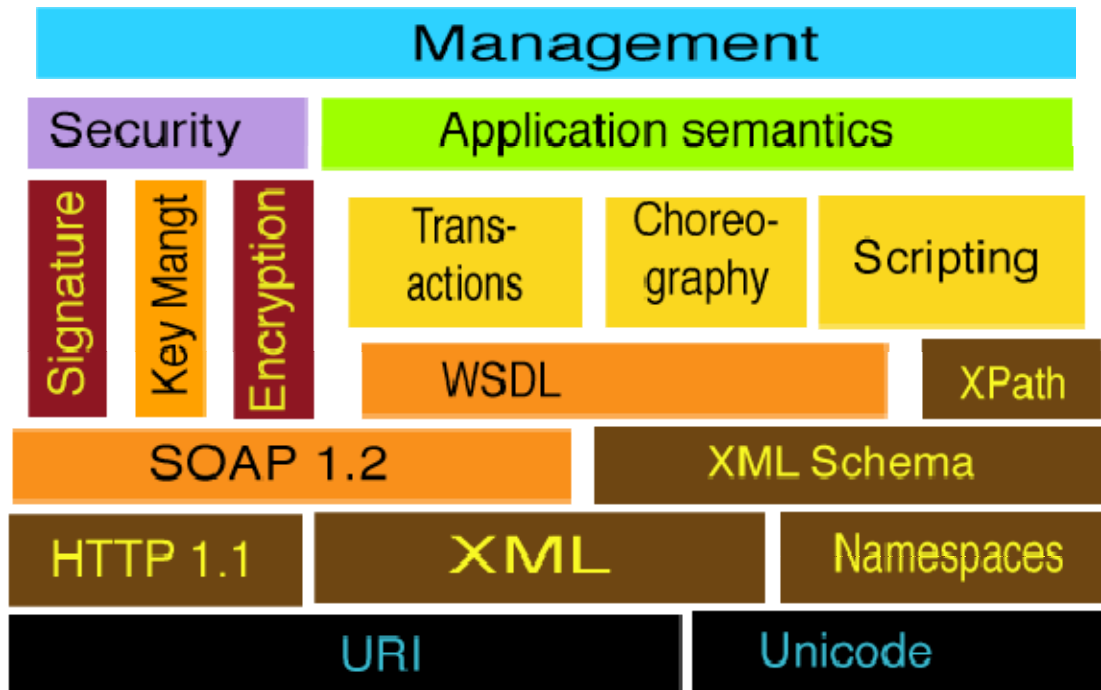 Management
Security
Application semantics
Signature
Key Mangt
Encryption
Trans-
actions
Choreo-
graphy
Scripting
WSDL
XPath
SOAP 1.2
XML Schema
HTTP 1.1
XML
Namespaces
URI
Unicode